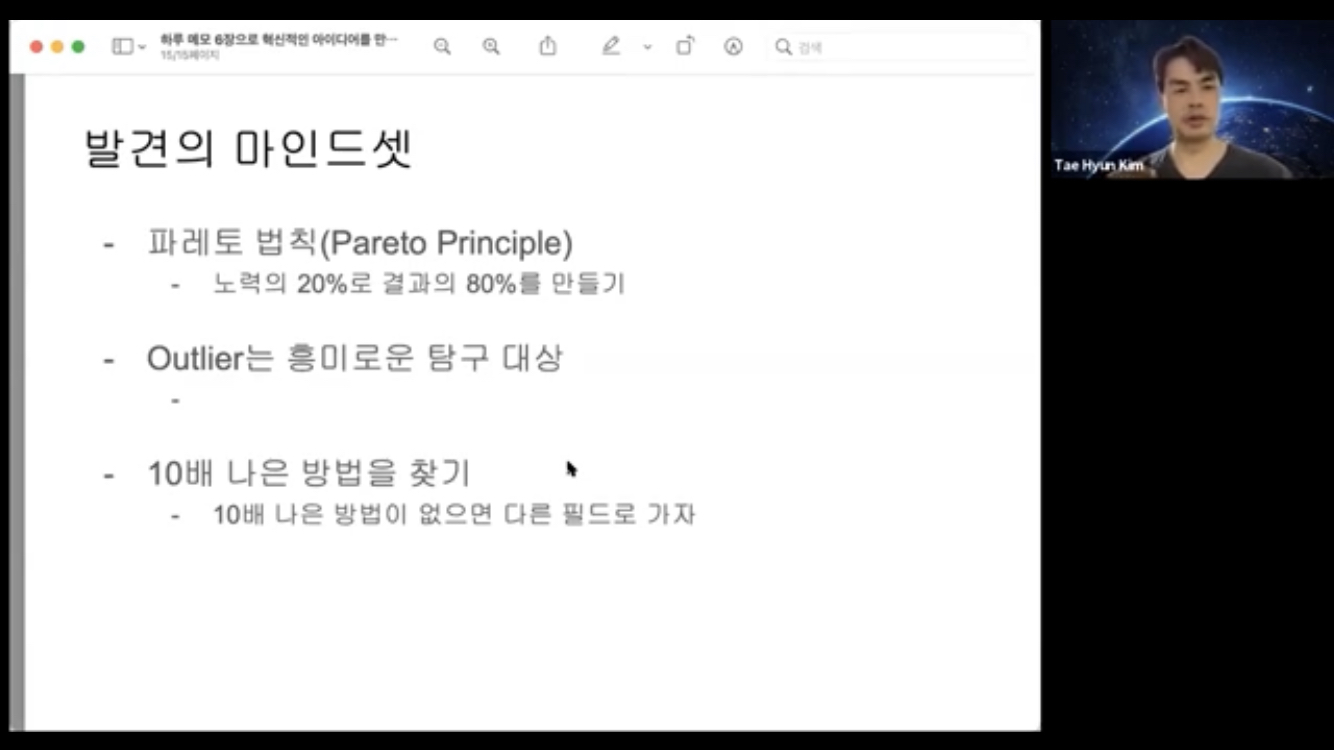 하루 메모 6장으로 혁신적인 아이디어를 만…
15/15페이지
검색
발견의 마인드셋
- 파레토 법칙(Pareto Principle)
- 노력의 20%로 결과의 80%를 만들기
- Outlier는 흥미로운 탐구 대상
-
- 10배 나은 방법을 찾기
- 10배 나은 방법이 없으면 다른 필드로 가자
Tae Hyun Kim